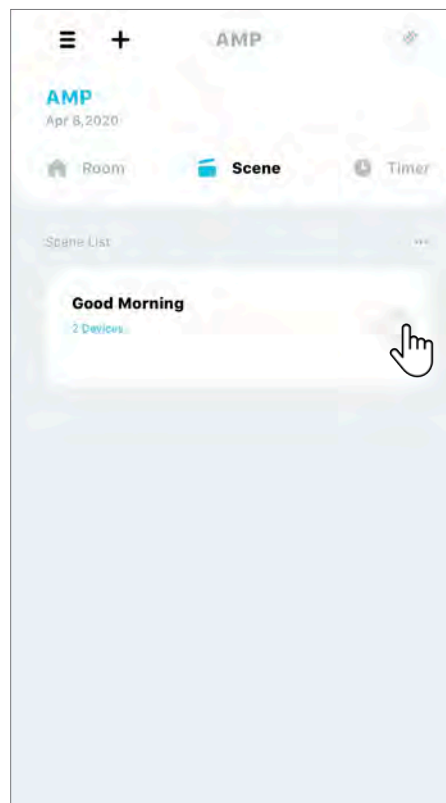 AMP
AMP
Apr 8,2020
Room Scene Timer
Scene List
Good Morning
2 Devices